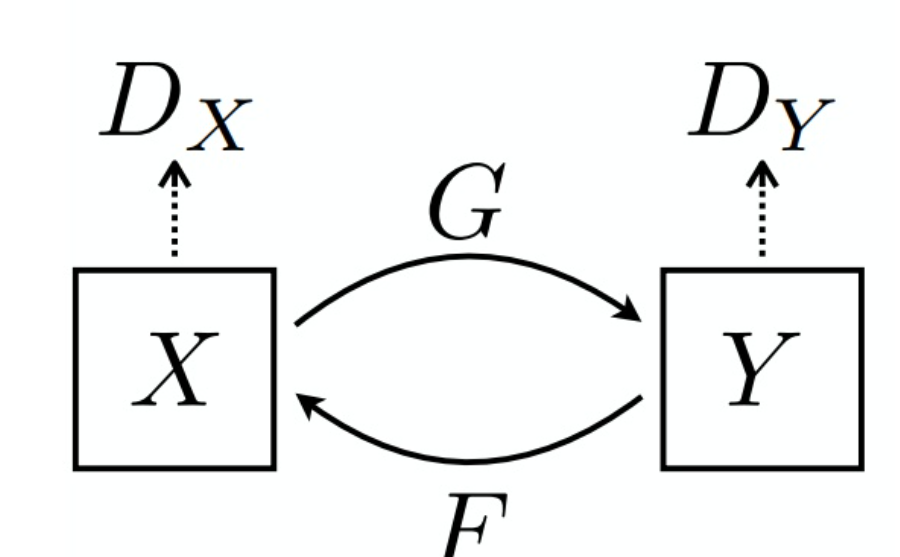 D_X D_Y
G
X Y
F